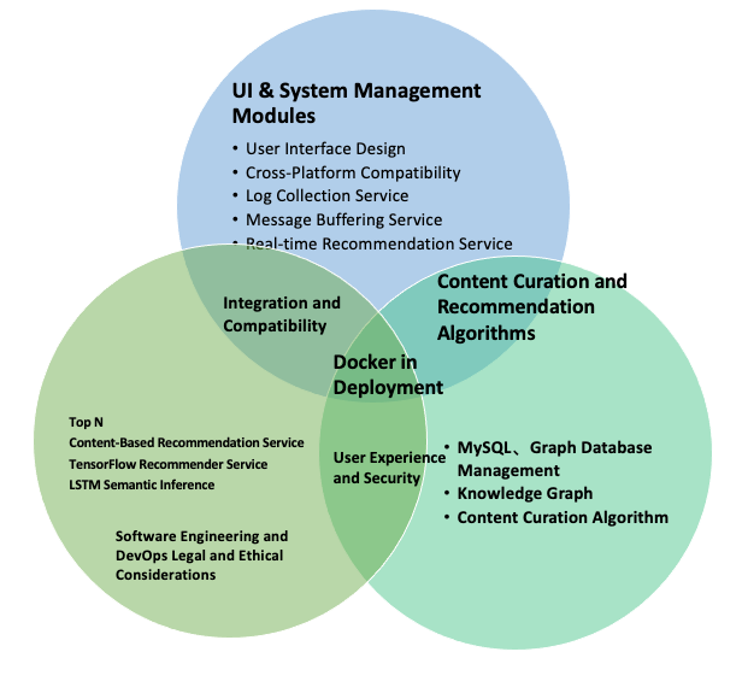 UI & System Management
Modules
• User Interface Design
• Cross-Platform Compatibility
• Log Collection Service
• Message Buffering Service
• Real-time Recommendation Service
Content Curation and
Recommendation
Algorithms
Integration and
Compatibility
Docker in
Deployment
Top N
Content-Based Recommendation Service
TensorFlow Recommender Service
LSTM Semantic Inference
User Experience
and Security
• MySQL、Graph Database
Management
• Knowledge Graph
• Content Curation Algorithm
Software Engineering and
DevOps Legal and Ethical
Considerations